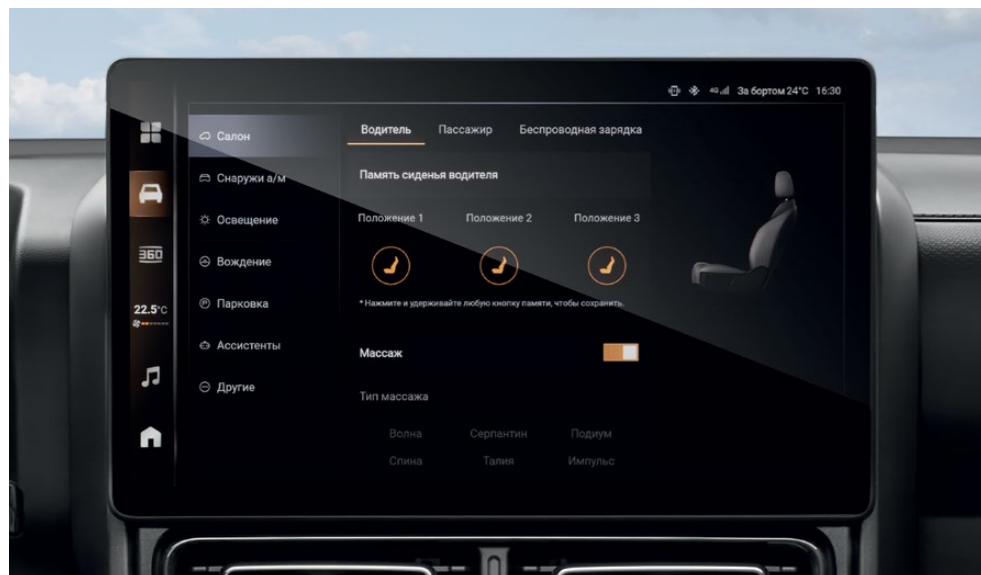 4G За бортом 24°C 16:30
Салон
Снаружи а/м
Освещение
Вождение
Парковка
Ассистенты
Другие
360
22.5°C
Водитель Пассажир Беспроводная зарядка
Память сиденья водителя
Положение 1 Положение 2 Положение 3
* Нажмите и удерживайте любую кнопку памяти, чтобы сохранить.
Массаж
Тип массажа
Волна Серпантин Подиум
Спина Талия Импульс